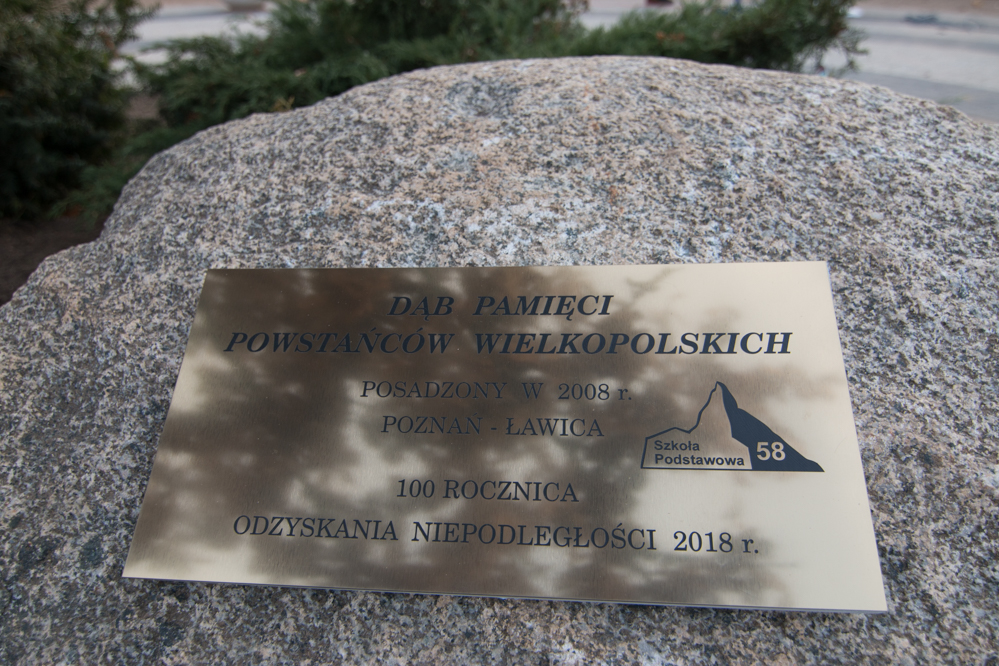 DĄB PAMIĘCI
POWSTAŃCÓW WIELKOPOLSKICH
POSADZONY W 2008 r.
POZNAŃ - ŁAWICA
Szkoła
Podstawowa 58
100 ROCZNICA
ODZYSKANIA NIEPODLEGŁOŚCI 2018 r.